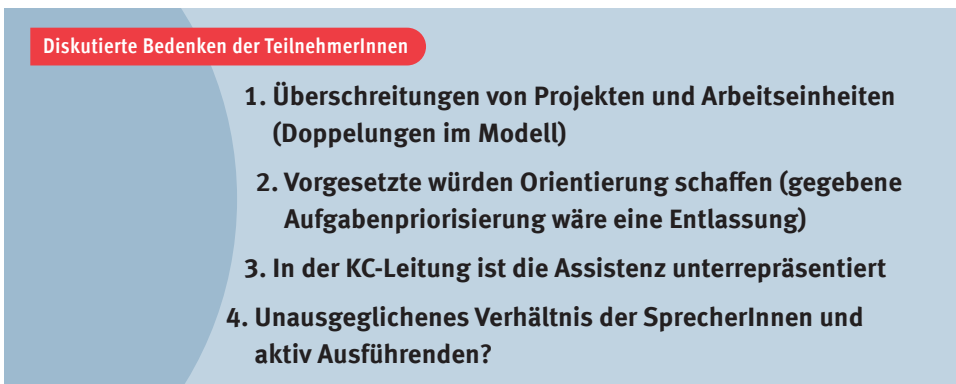 Diskutierte Bedenken der TeilnehmerInnen
1. Überschreitungen von Projekten und Arbeitseinheiten
(Doppelungen im Modell)
2. Vorgesetzte würden Orientierung schaffen (gegebene
Aufgabenpriorisierung wäre eine Entlassung)
3. In der KC-Leitung ist die Assistenz unterrepräsentiert
4. Unausgeglichenes Verhältnis der SprecherInnen und
aktiv Ausführenden?